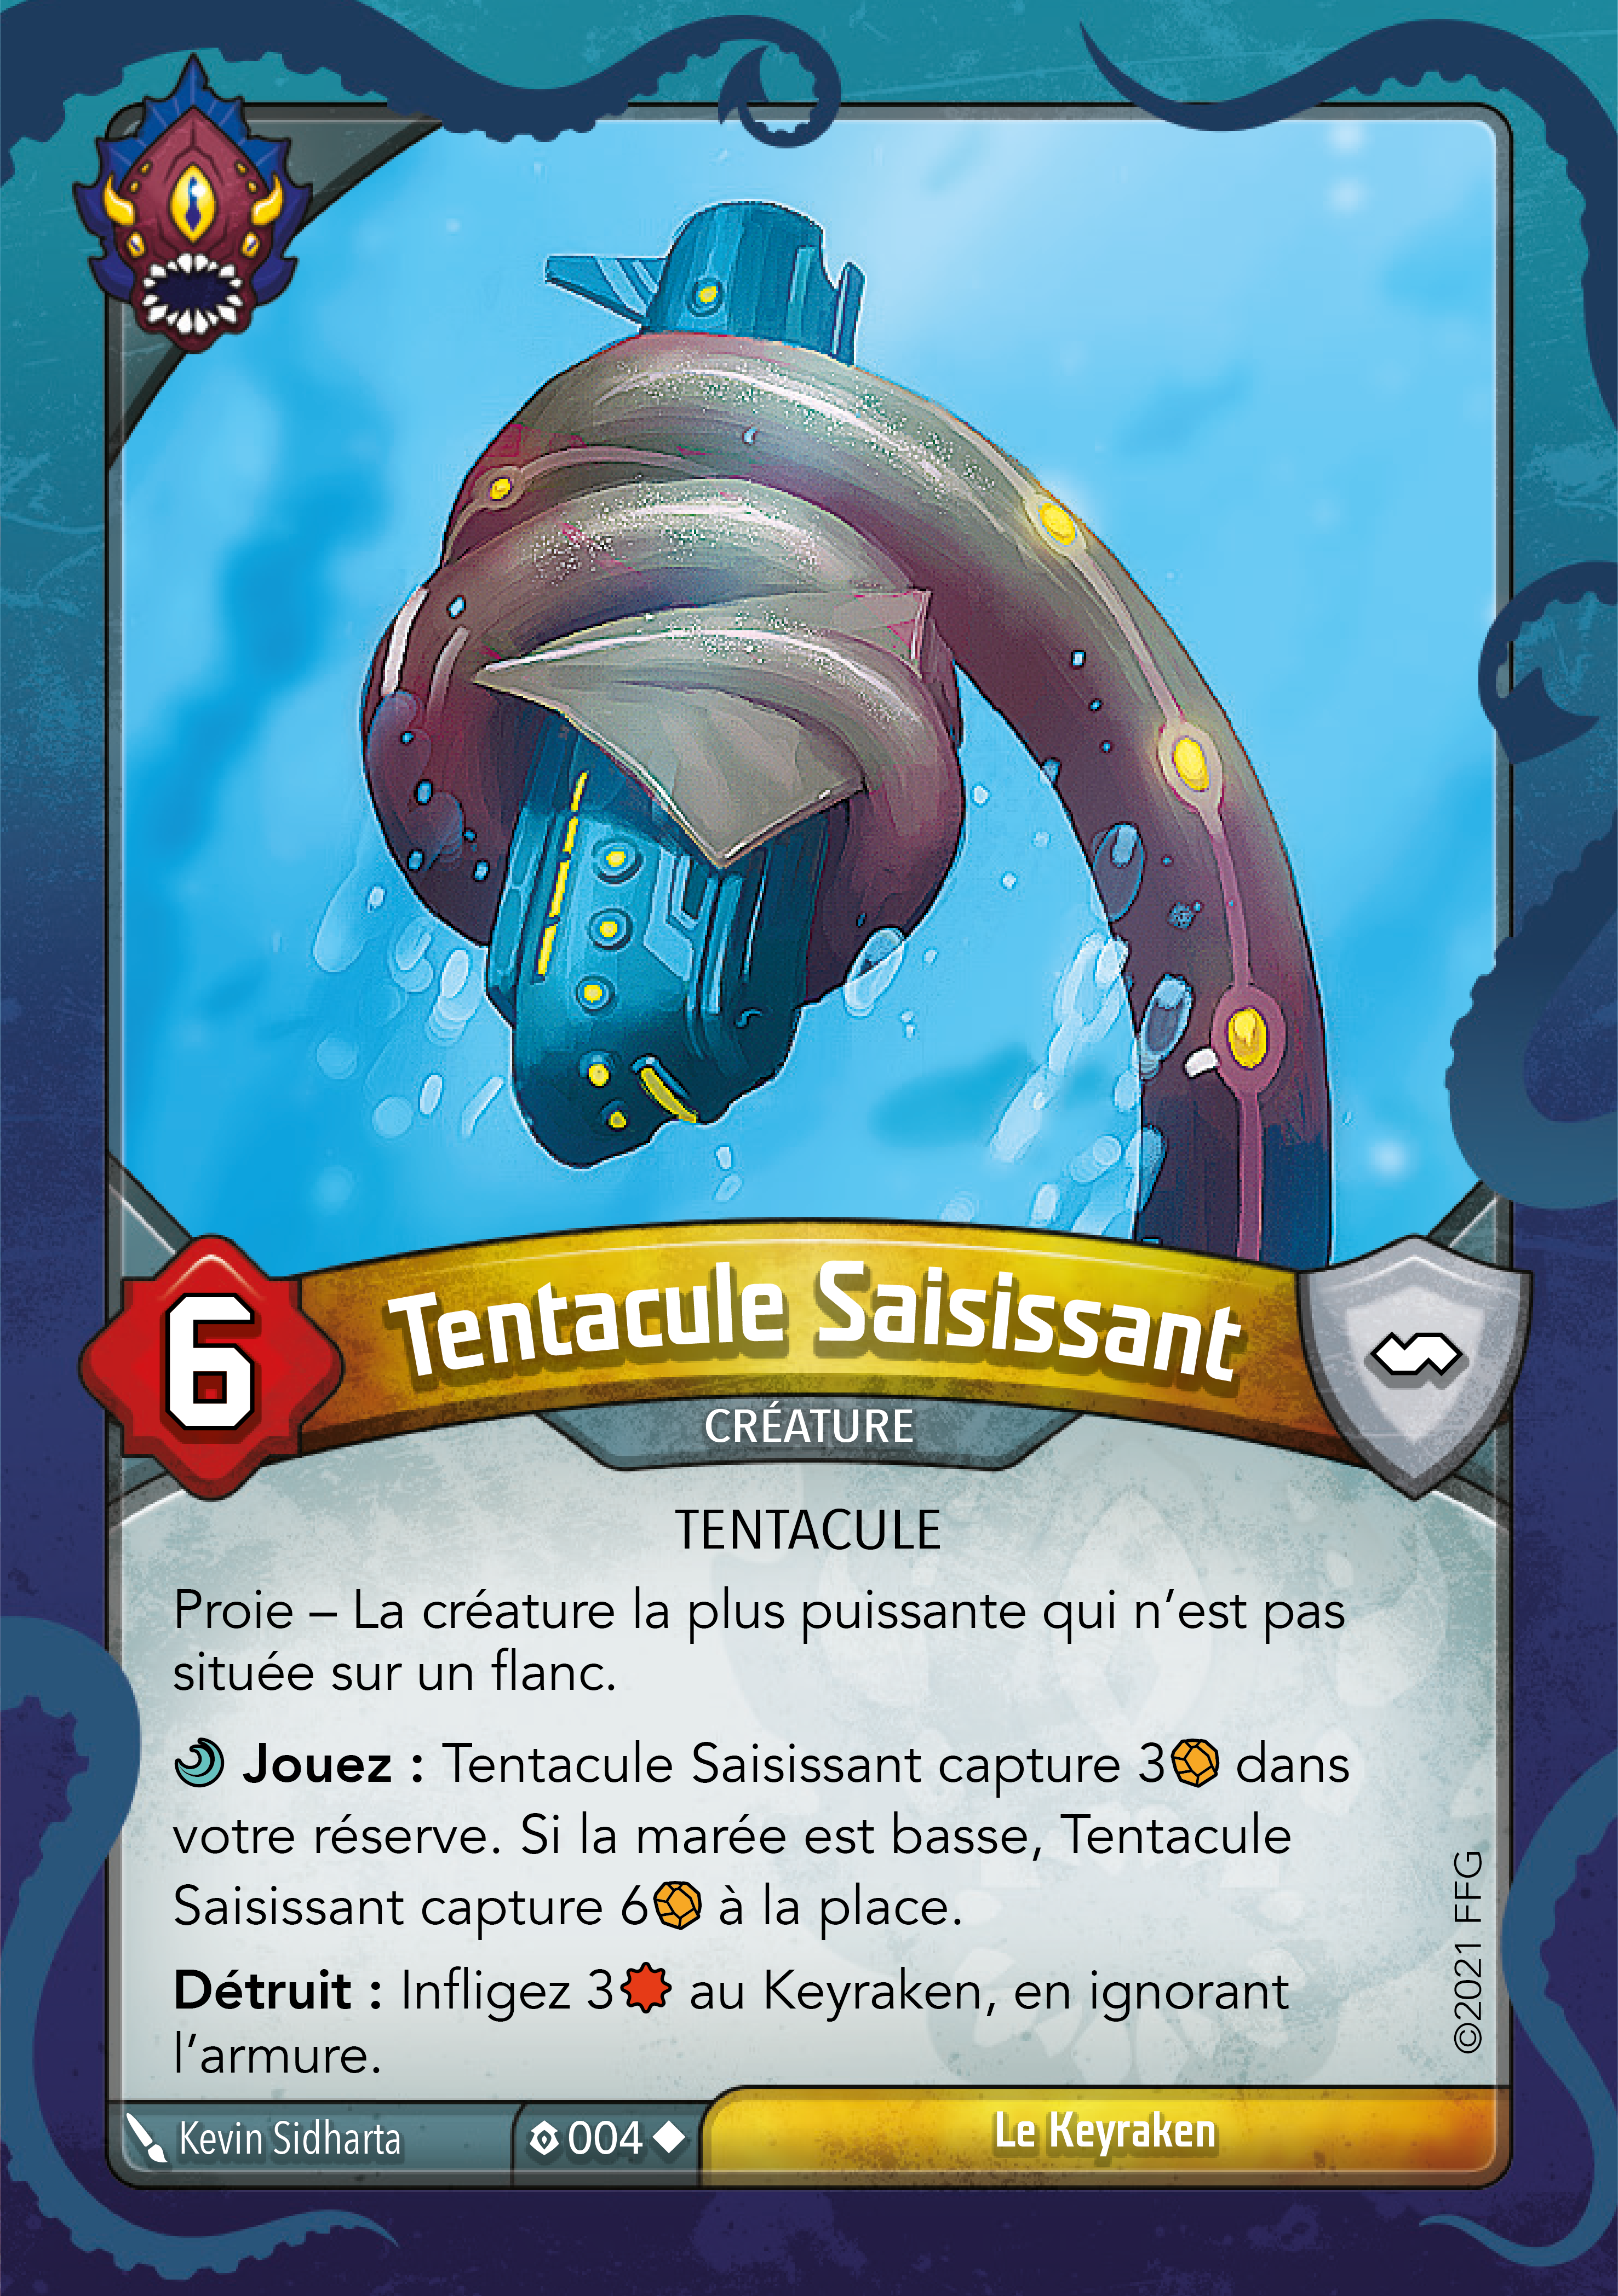 6
Tentacule Saisissant
CRÉATURE
TENTACULE
Proie – La créature la plus puissante qui n’est pas
située sur un flanc.
Jouez : Tentacule Saisissant capture 3 dans
votre réserve. Si la marée est basse, Tentacule
Saisissant capture 6 à la place.
Détruit : Infligez 3 au Keyraken, en ignorant
l’armure.
©2021 FFG
Kevin Sidharta
004
Le Keyraken